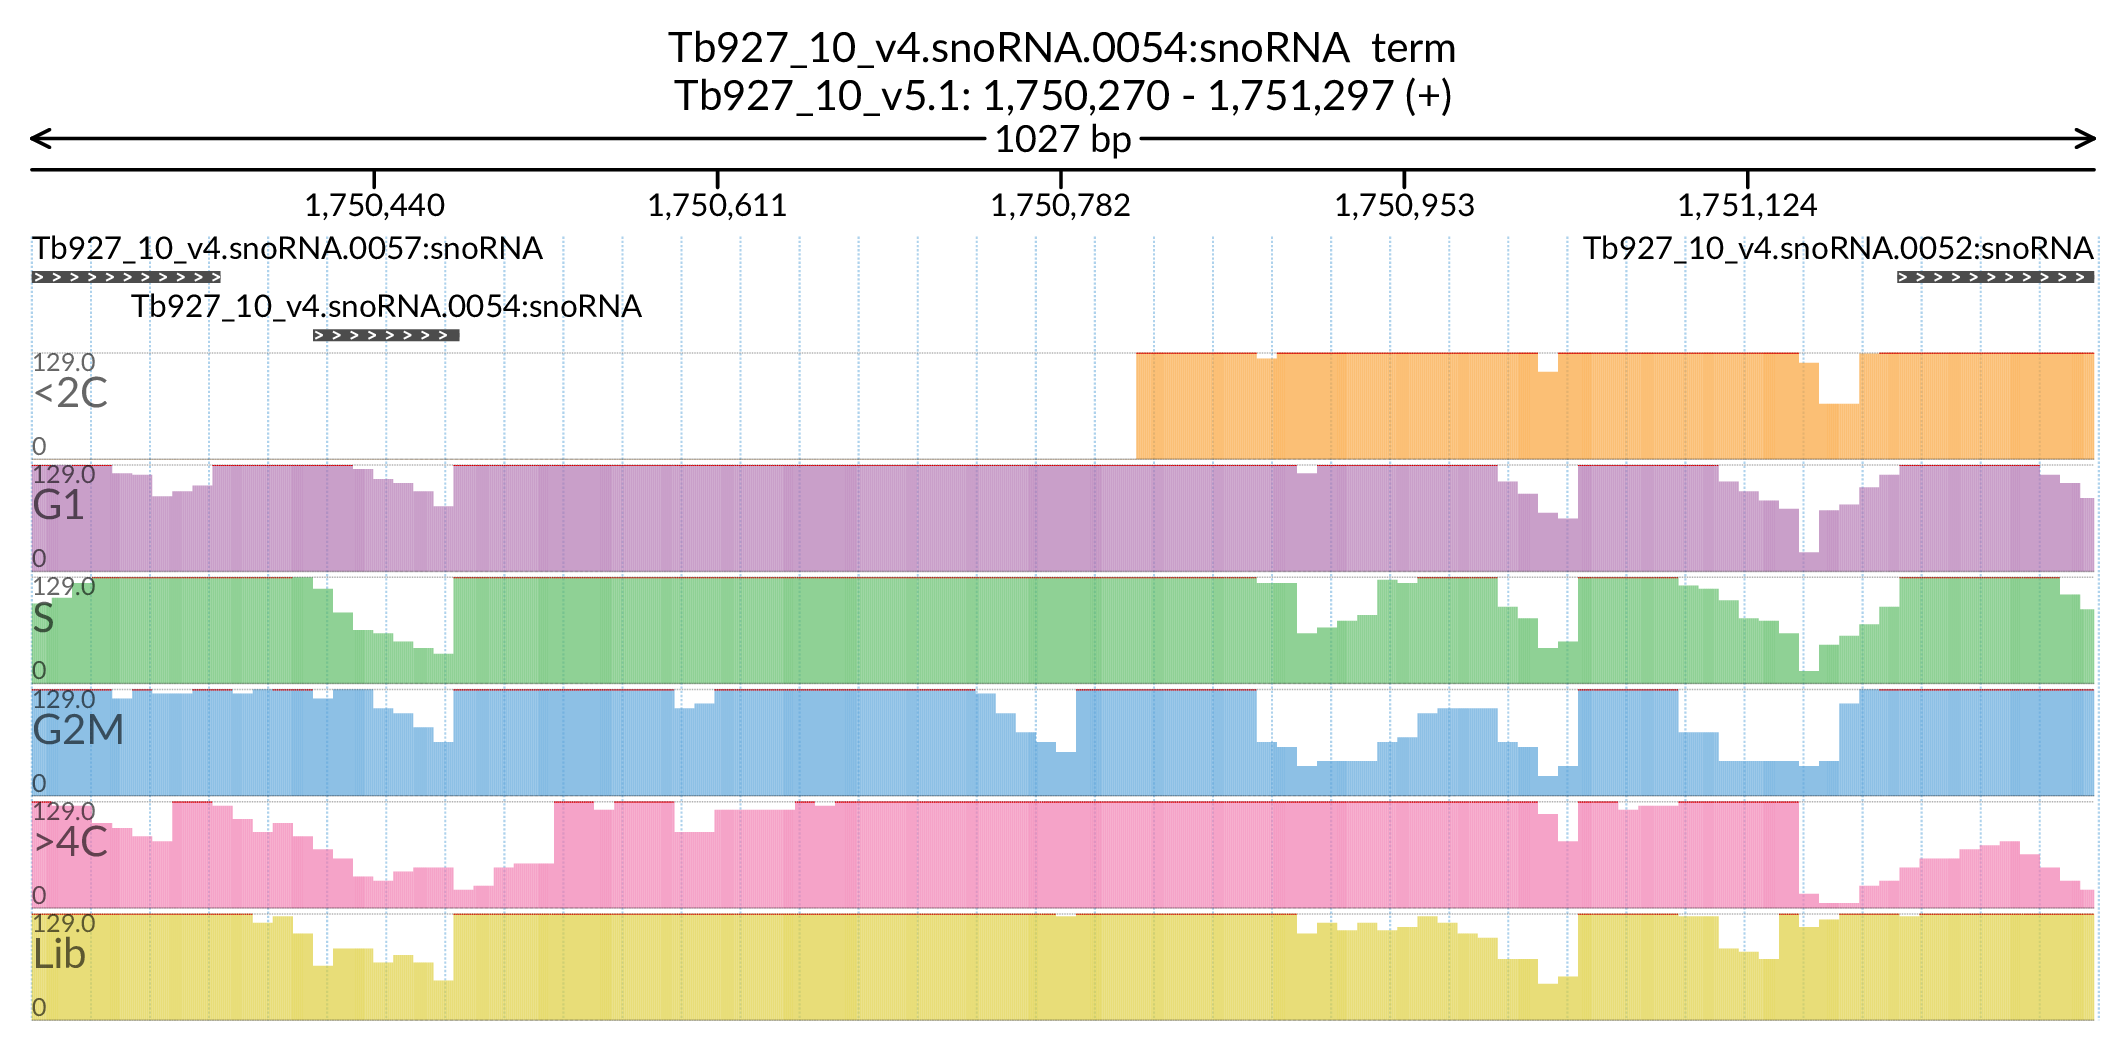 Tb927_10_v4.snoRNA.0054:snoRNA term
Tb927_10_v5.1: 1,750,270 - 1,751,297 (+)
1027 bp
1,750,440 1,750,611 1,750,782 1,750,953 1,751,124
Tb927_10_v4.snoRNA.0057:snoRNA Tb927_10_v4.snoRNA.0052:snoRNA
Tb927_10_v4.snoRNA.0054:snoRNA
129.0
<2C
0
129.0
G1
0
129.0
S
0
129.0
G2M
0
129.0
>4C
0
129.0
Lib
0